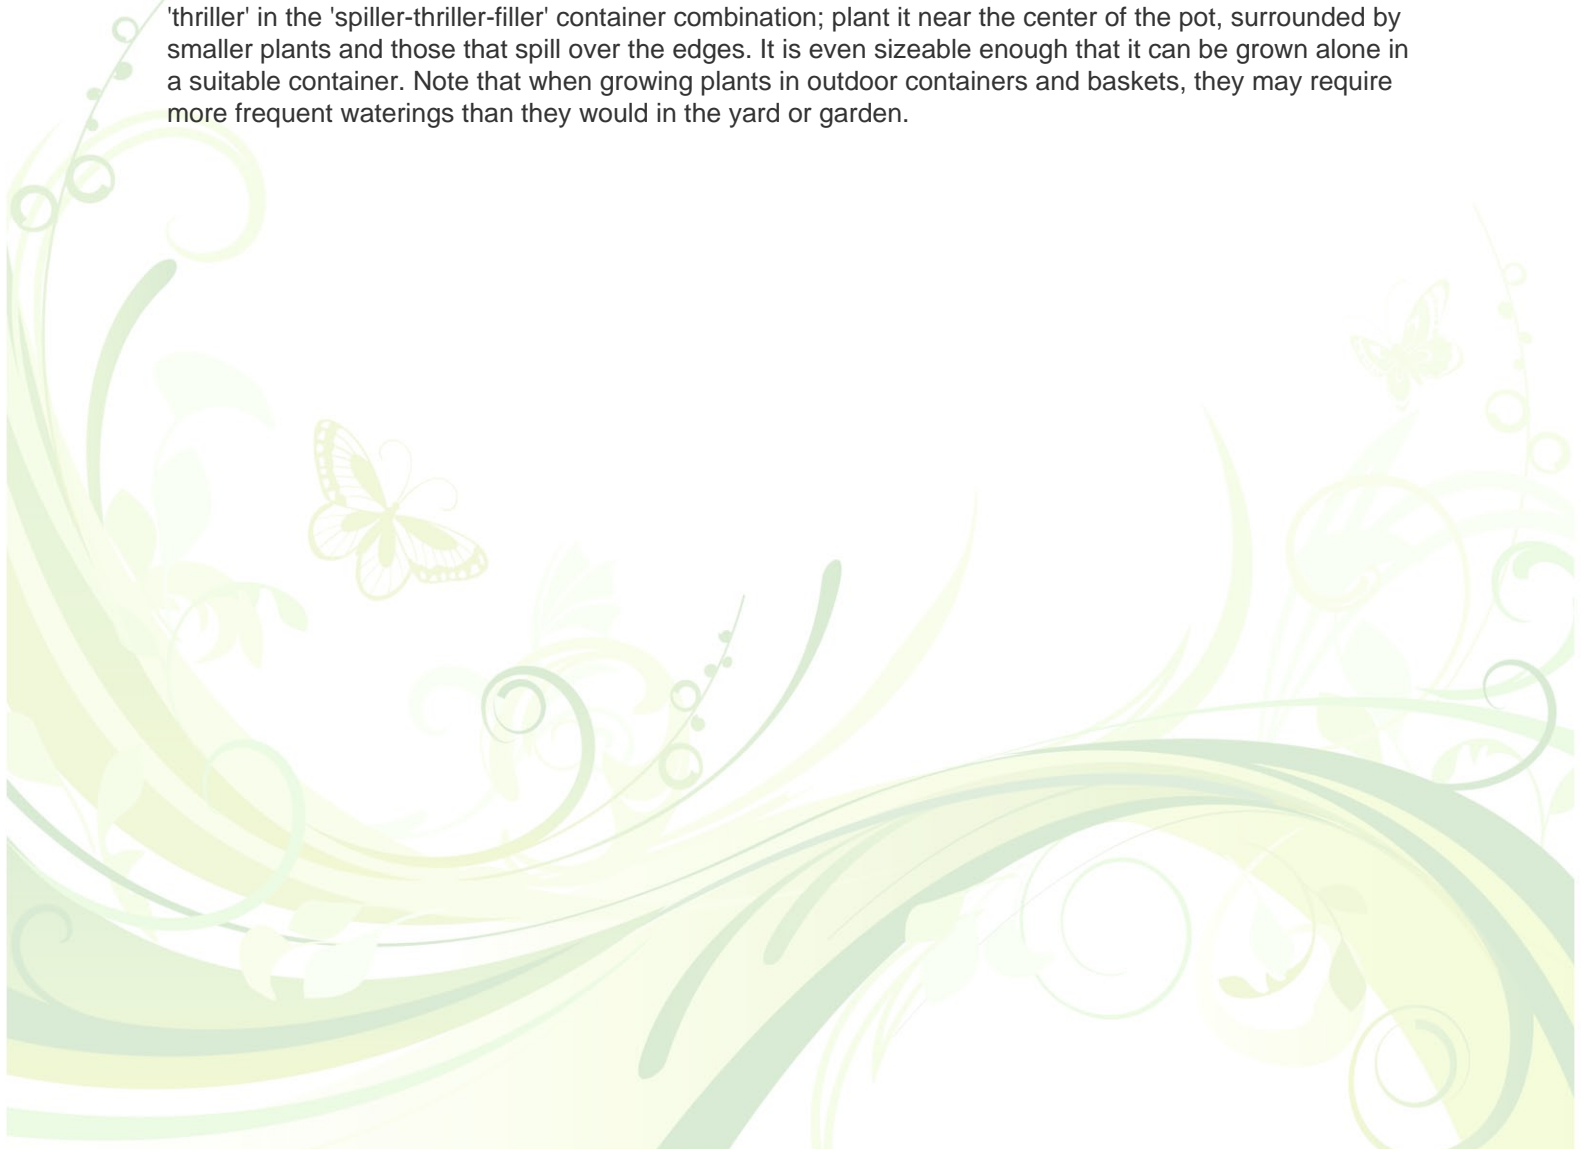 'thriller' in the 'spiller-thriller-filler' container combination; plant it near the center of the pot, surrounded by
smaller plants and those that spill over the edges. It is even sizeable enough that it can be grown alone in
a suitable container. Note that when growing plants in outdoor containers and baskets, they may require
more frequent waterings than they would in the yard or garden.